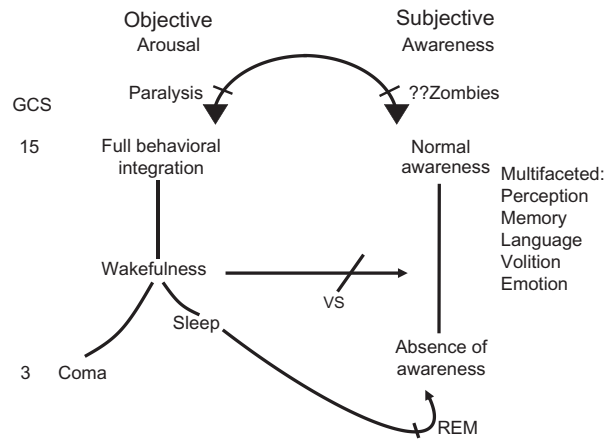 Objective
Arousal
Subjective
Awareness
Paralysis
??Zombies
GCS
15
Full behavioral
integration
Normal
awareness
Multifaceted:
Perception
Memory
Language
Volition
Emotion
Wakefulness
VS
Sleep
Absence of
awareness
3
Coma
REM